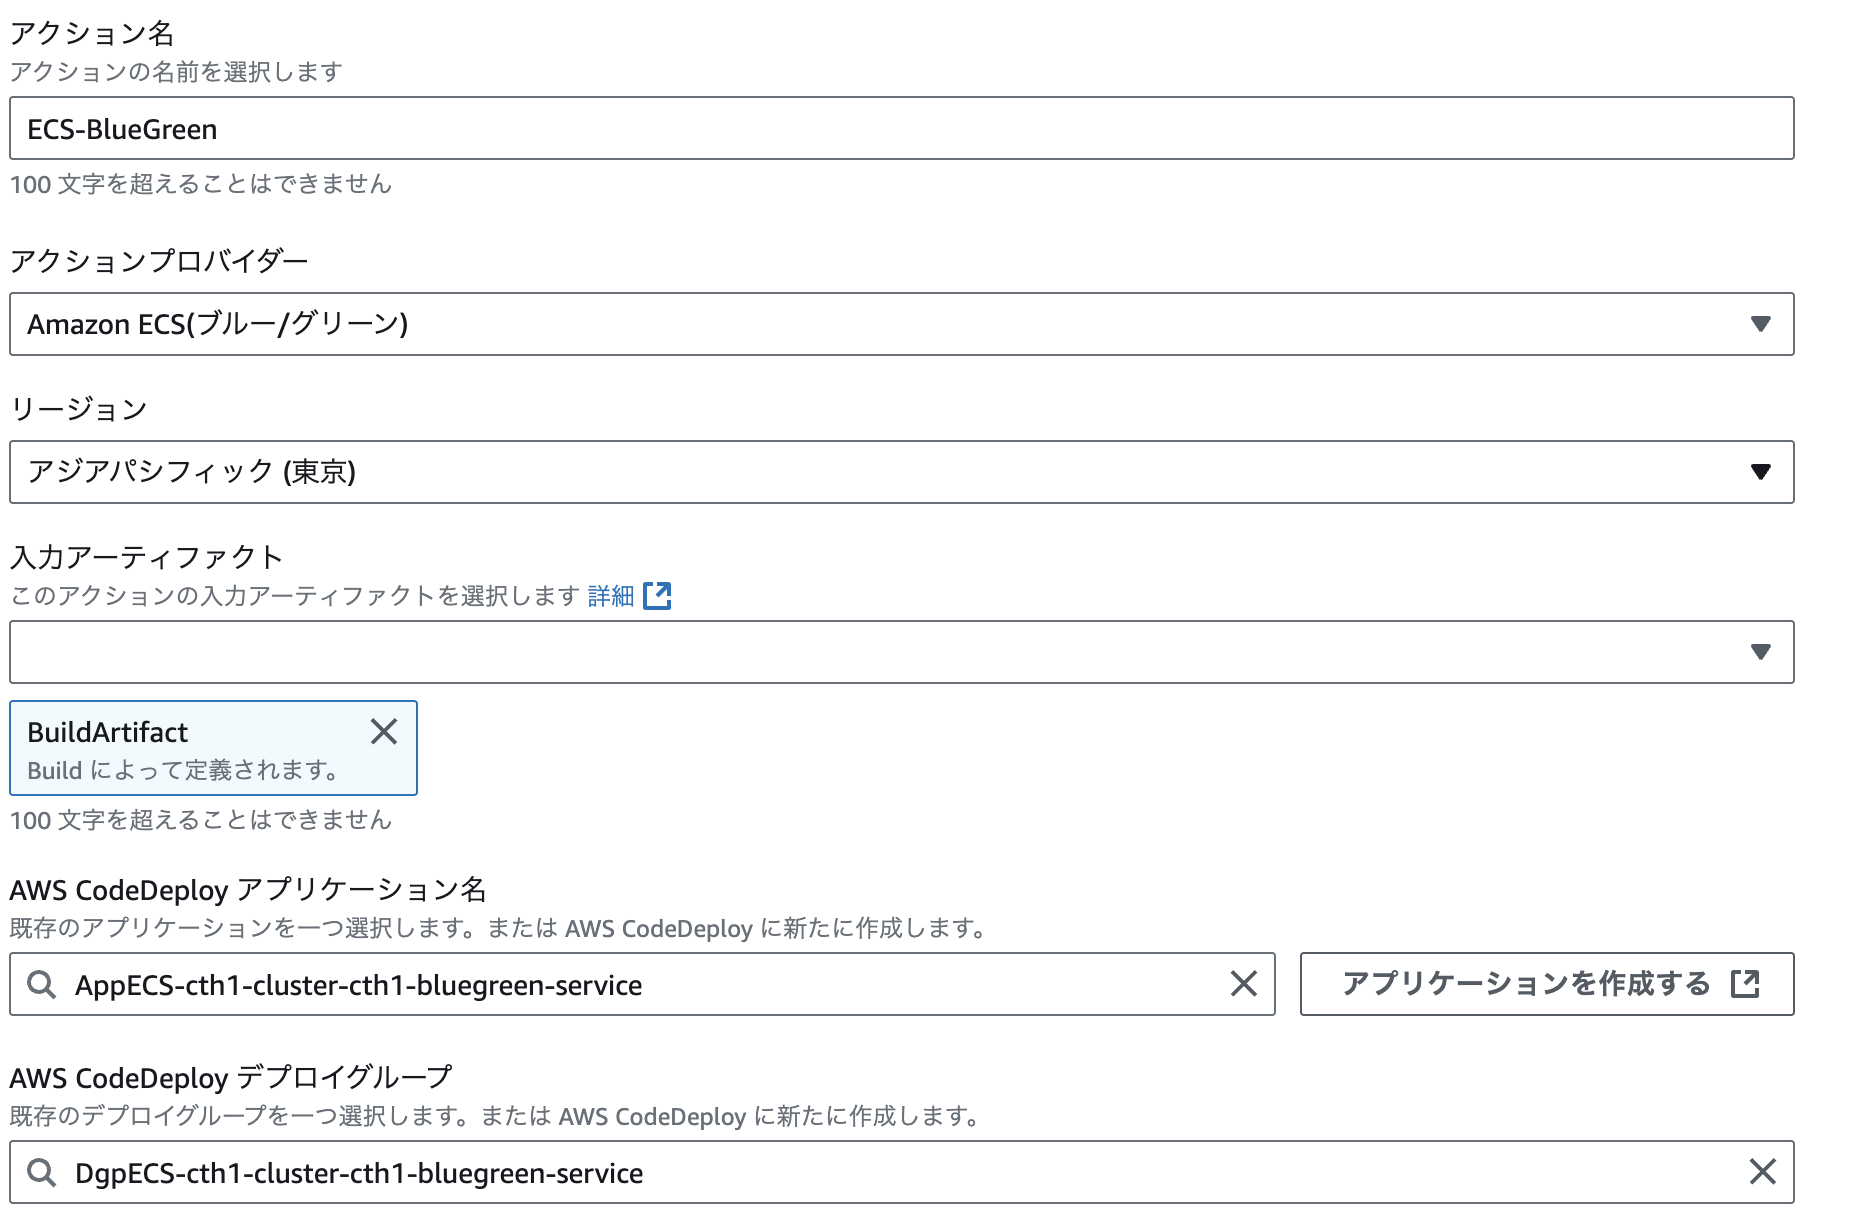 アクション名
アクションの名前を選択します
ECS-BlueGreen
100 文字を超えることはできません
アクションプロバイダー
Amazon ECS(ブルー/グリーン)
リージョン
アジアパシフィック (東京)
入力アーティファクト
このアクションの入力アーティファクトを選択します 詳細
BuildArtifact
Build によって定義されます。
100 文字を超えることはできません
AWS CodeDeploy アプリケーション名
既存のアプリケーションを一つ選択します。または AWS CodeDeploy に新たに作成します。
AppECS-cth1-cluster-cth1-bluegreen-service
アプリケーションを作成する
AWS CodeDeploy デプロイグループ
既存のデプロイグループを一つ選択します。または AWS CodeDeploy に新たに作成します。
DgpECS-cth1-cluster-cth1-bluegreen-service